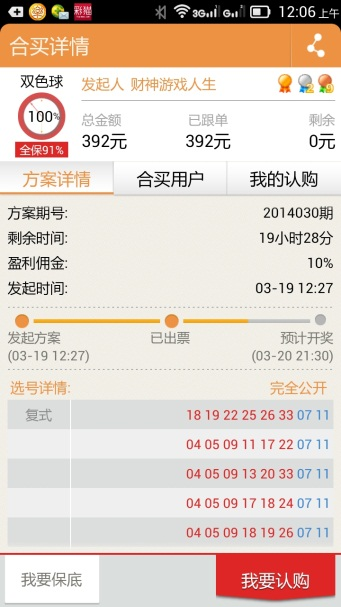 彩猫 3G G 12:06 上午
合买详情
双色球 发起人 财神游戏人生
100%
全保91%
总金额 已跟单 剩余
392元 392元 0元
方案详情 合买用户 我的认购
方案期号: 2014030期
剩余时间: 19小时28分
盈利佣金: 10%
发起时间: 03-19 12:27
发起方案 已出票 预计开奖
(03-19 12:27) (03-20 21:30)
选号详情: 完全公开
复式 18 19 22 25 26 33 07 11
04 05 09 11 17 22 07 11
04 05 09 13 20 33 07 11
04 05 09 17 18 24 07 11
04 05 09 18 19 26 07 11
我要保底 我要认购